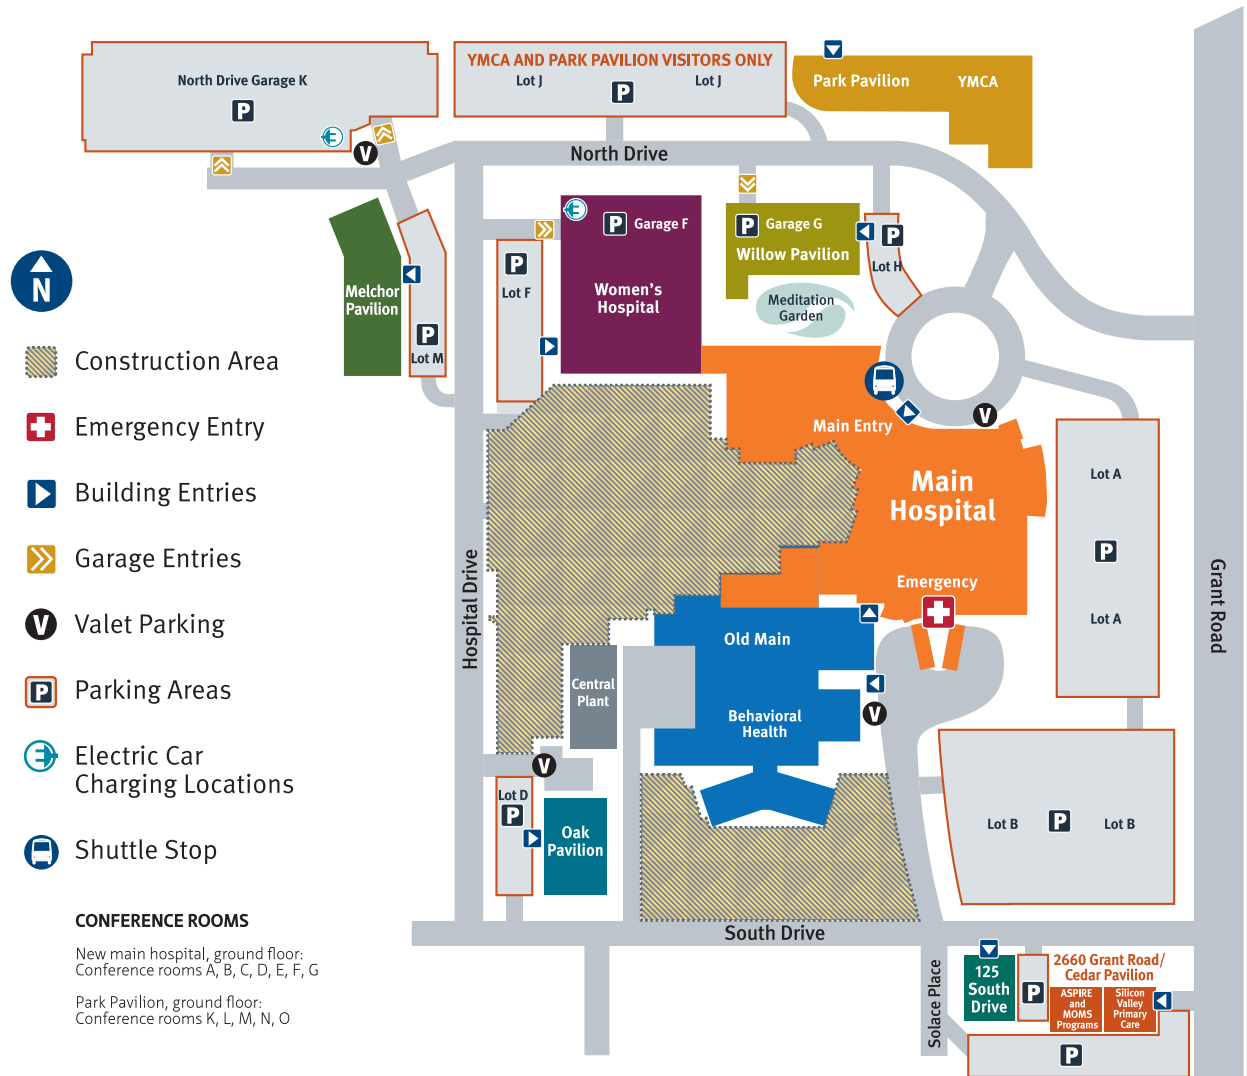 YMCA AND PARK PAVILION VISITORS ONLY
North Drive Garage K
P
Lot J
P
Lot J
Park Pavilion
YMCA
V
North Drive
P
Garage F
P
Garage G
Willow Pavilion
P
Lot H
P
Lot F
Women's
Hospital
Meditation
Garden
Melchor
Pavilion
P
Lot M
N
Construction Area
Emergency Entry
Building Entries
Garage Entries
V
Valet Parking
P
Parking Areas
Electric Car
Charging Locations
Shuttle Stop
Main Entry
V
Main
Hospital
Lot A
P
Lot A
Emergency
Hospital Drive
Grant Road
Old Main
Central
Plant
Behavioral
Health
V
V
Lot D
P
Oak
Pavilion
Lot B
P
Lot B
South Drive
CONFERENCE ROOMS
New main hospital, ground floor:
Conference rooms A, B, C, D, E, F, G
Park Pavilion, ground floor:
Conference rooms K, L, M, N, O
Solace Place
125
South
Drive
P
2660 Grant Road/
Cedar Pavilion
ASPIRE
and
MOMS
Programs
Silicon
Valley
Primary
Care
P